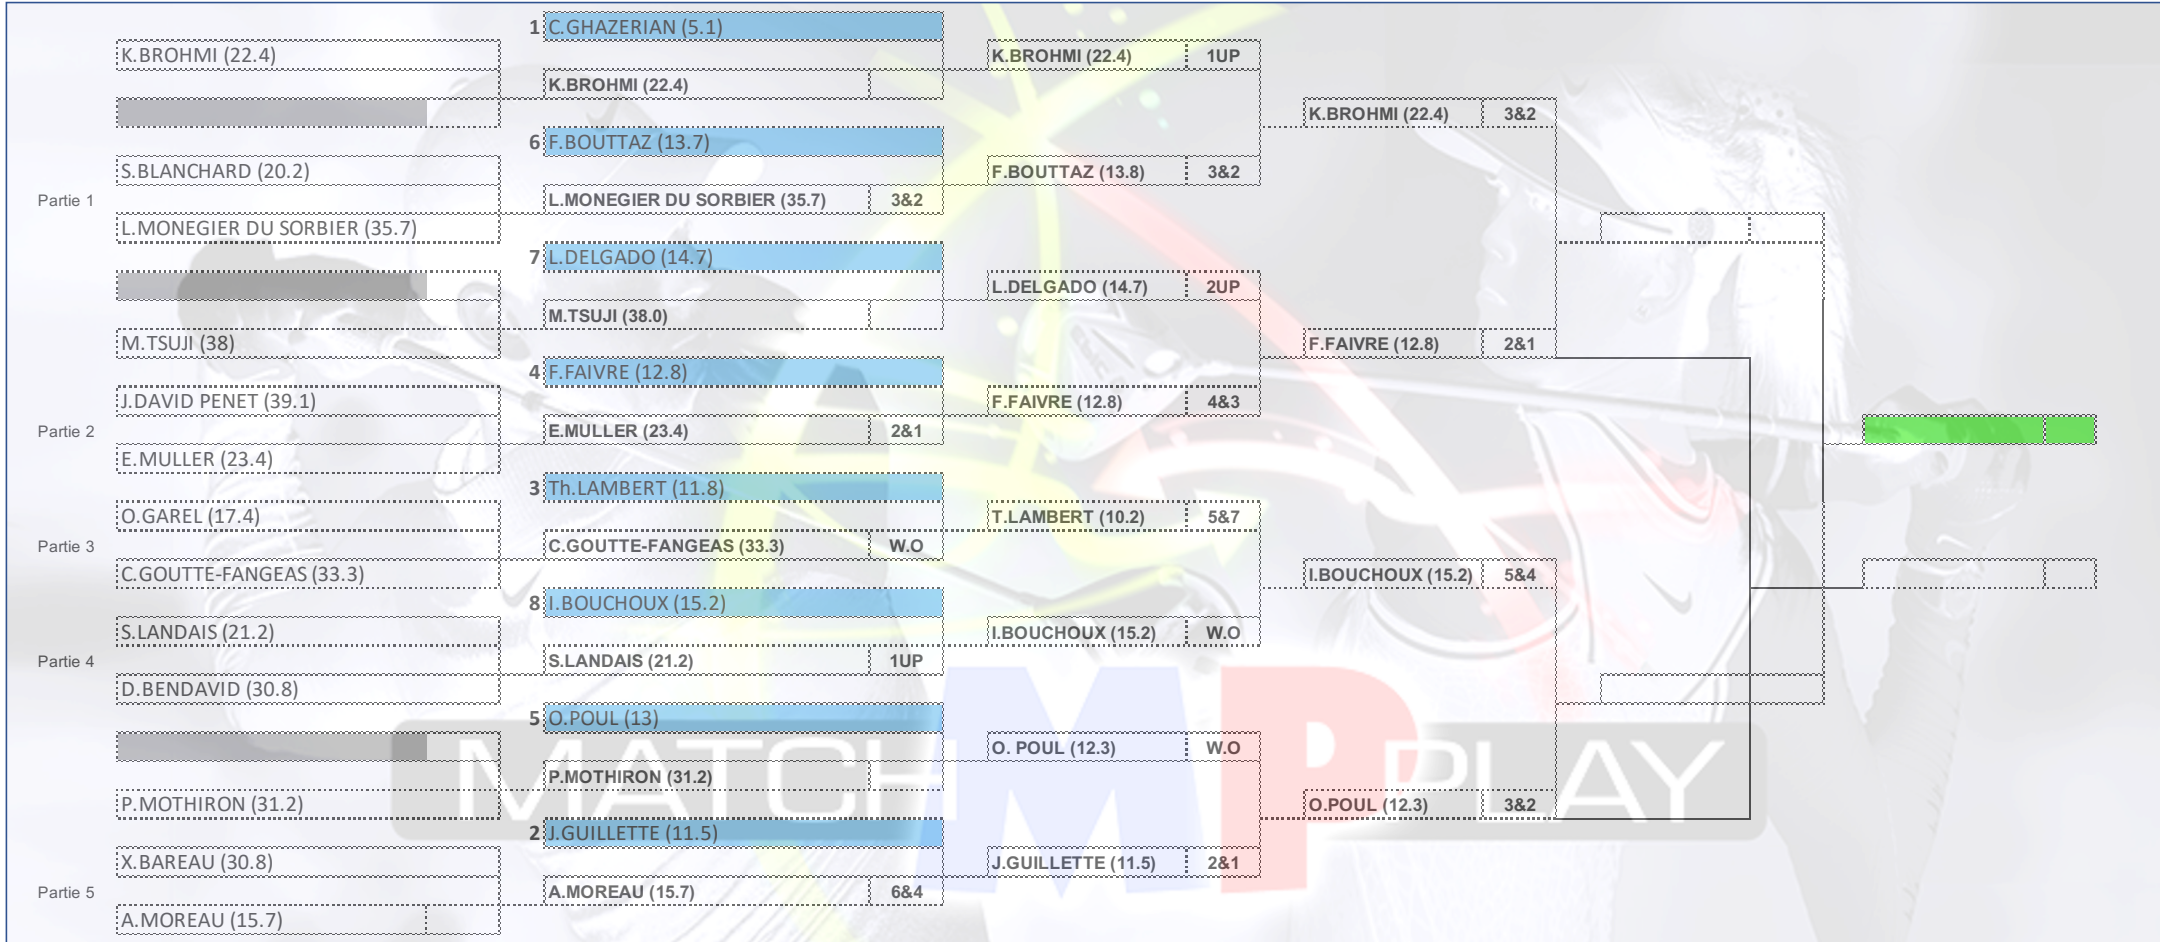 1 C.GHAZERIAN (5.1)
K.BROHMI (22.4) K.BROHMI (22.4) 1UP
K.BROHMI (22.4)
K.BROHMI (22.4) 3&2
6 F.BOUTTAZ (13.7)
S.BLANCHARD (20.2) F.BOUTTAZ (13.8) 3&2
Partie 1 L.MONEGIER DU SORBIER (35.7) 3&2
L.MONEGIER DU SORBIER (35.7)
7 L.DELGADO (14.7)
L.DELGADO (14.7) 2UP
M.TSUJI (38.0)
M.TSUJI (38) F.FAIVRE (12.8) 2&1
4 F.FAIVRE (12.8)
J.DAVID PENET (39.1) F.FAIVRE (12.8) 4&3
Partie 2 E.MULLER (23.4) 2&1
E.MULLER (23.4)
3 Th.LAMBERT (11.8)
O.GAREL (17.4) T.LAMBERT (10.2) 5&7
Partie 3 C.GOUTTE-FANGEAS (33.3) W.O
C.GOUTTE-FANGEAS (33.3) I.BOUCHOUX (15.2) 5&4
8 I.BOUCHOUX (15.2)
S.LANDAIS (21.2) I.BOUCHOUX (15.2) W.O
Partie 4 S.LANDAIS (21.2) 1UP
D.BENDAVID (30.8)
5 O.POUL (13)
O. POUL (12.3) W.O
P.MOTHIRON (31.2)
P.MOTHIRON (31.2) O.POUL (12.3) 3&2
MATCH MP PLAY
2 J.GUILLETTE (11.5)
X.BAREAU (30.8) J.GUILLETTE (11.5) 2&1
Partie 5 A.MOREAU (15.7) 6&4
A.MOREAU (15.7)